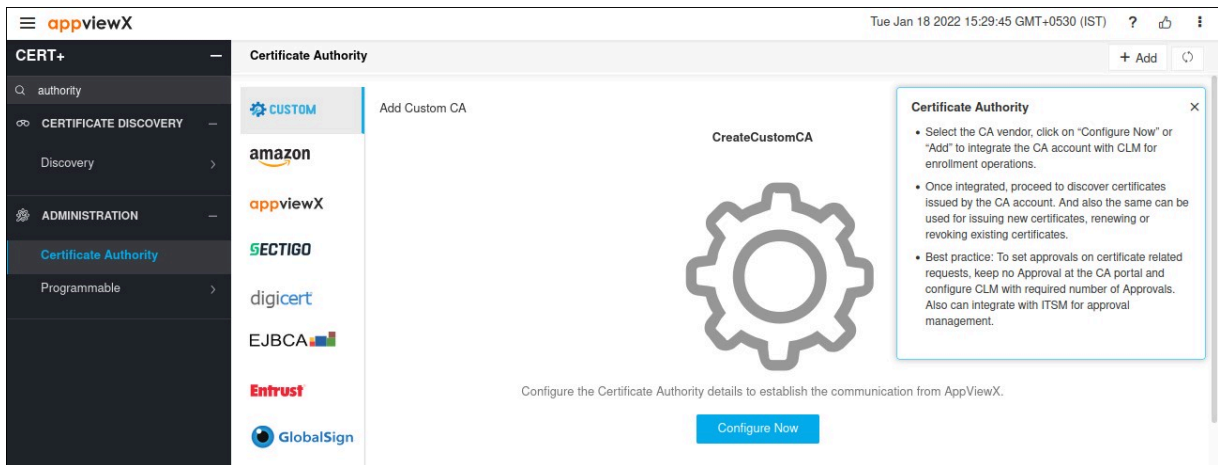 appviewX
Tue Jan 18 2022 15:29:45 GMT+0530 (IST)
?
CERT+
authority
CERTIFICATE DISCOVERY
Discovery
ADMINISTRATION
Certificate Authority
Programmable
Certificate Authority
+ Add
CUSTOM
amazon
appviewX
SECTIGO
digicert
EJBCA
Entrust
GlobalSign
Add Custom CA
CreateCustomCA
Configure the Certificate Authority details to establish the communication from AppViewX.
Configure Now
Certificate Authority
• Select the CA vendor, click on “Configure Now” or
“Add” to integrate the CA account with CLM for
enrollment operations.
• Once integrated, proceed to discover certificates
issued by the CA account. And also the same can be
used for issuing new certificates, renewing or
revoking existing certificates.
• Best practice: To set approvals on certificate related
requests, keep no Approval at the CA portal and
configure CLM with required number of Approvals.
Also can integrate with ITSM for approval
management.